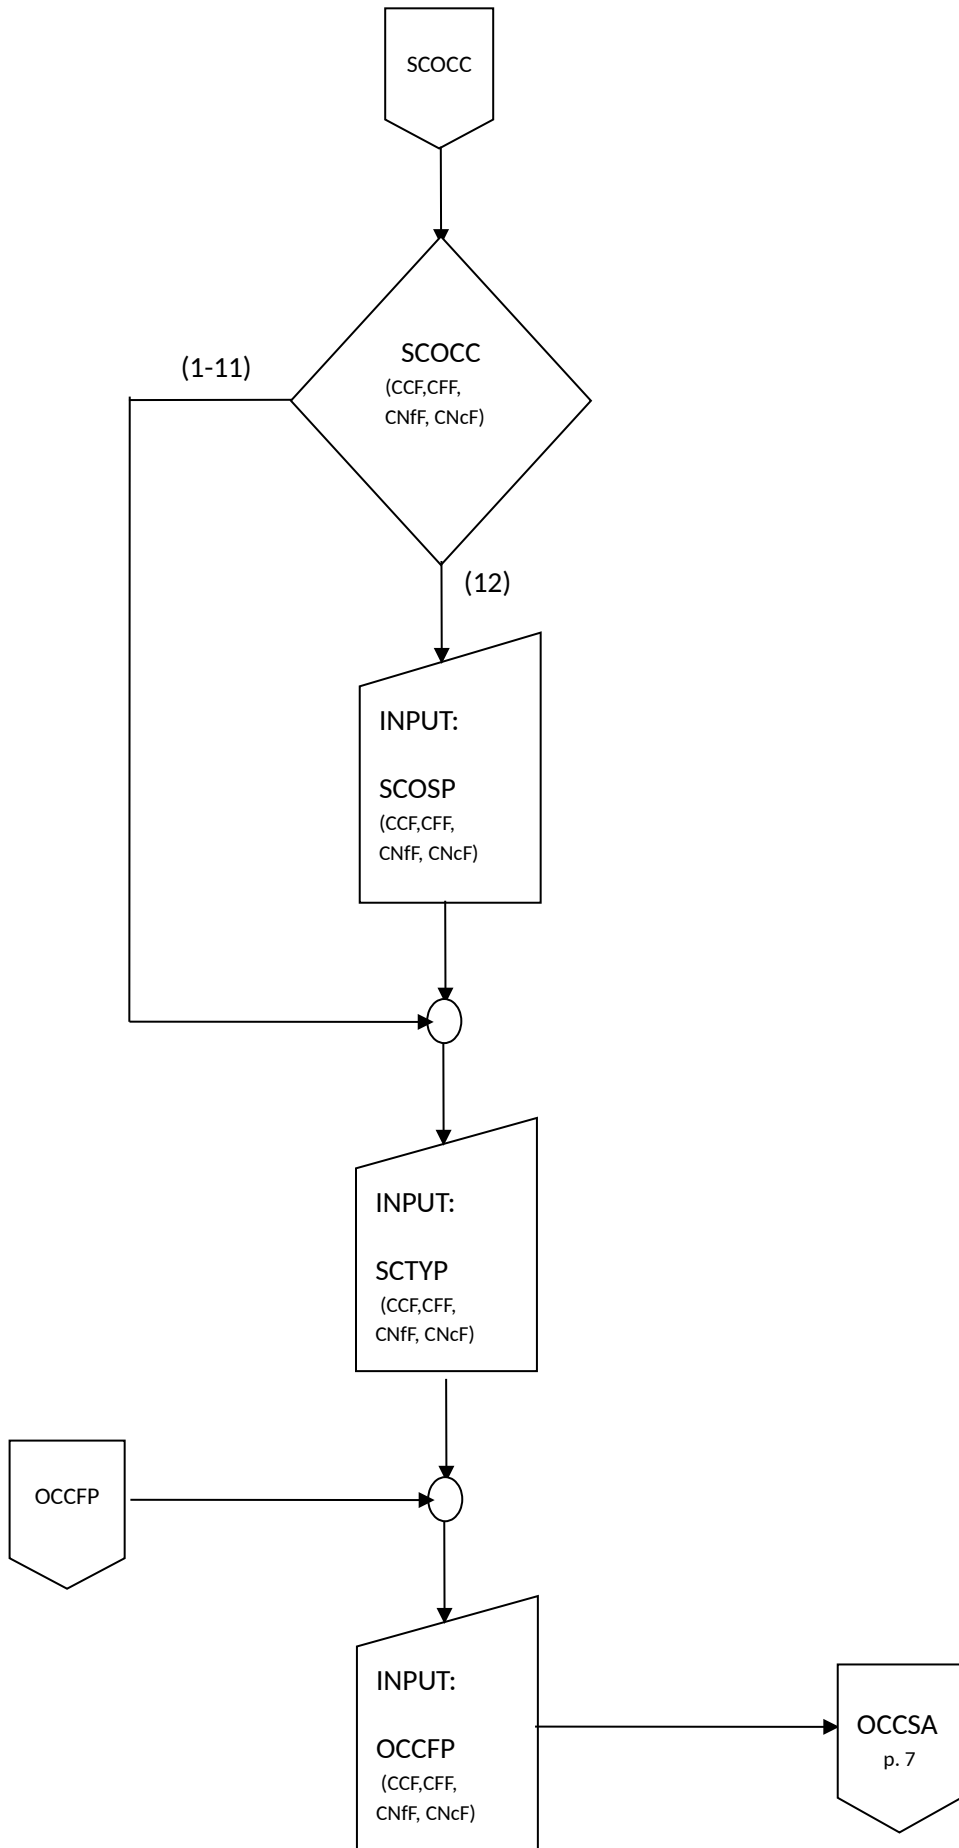 SCOCC
SCOCC
(CCF,CFF,
CNfF, CNcF)
(1-11)
(12)
INPUT:
SCOSP
(CCF,CFF,
CNfF, CNcF)
INPUT:
SCTYP
(CCF,CFF,
CNfF, CNcF)
OCCFP
INPUT:
OCCFP
(CCF,CFF,
CNfF, CNcF)
OCCSA
p. 7